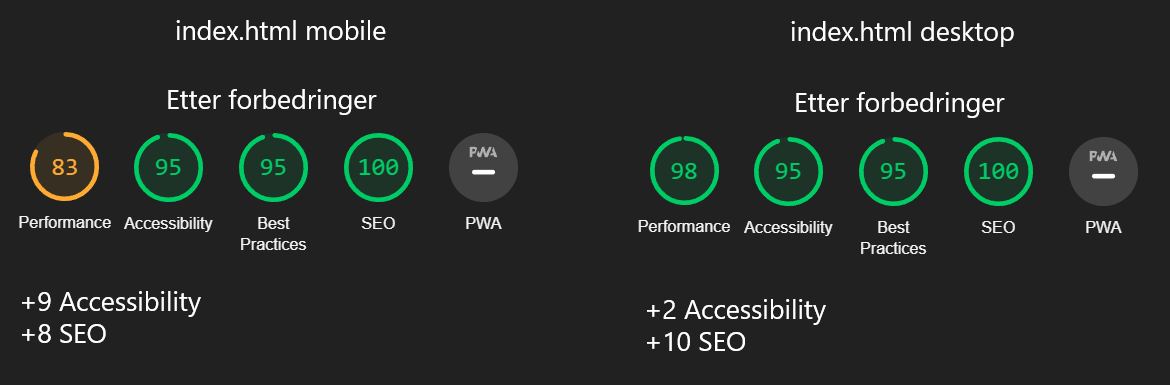 index.html mobile
Etter forbedringer
83 95 95 100 PWA
Performance Accessibility Best Practices SEO PWA
+9 Accessibility
+8 SEO
index.html desktop
Etter forbedringer
98 95 95 100 PWA
Performance Accessibility Best Practices SEO PWA
+2 Accessibility
+10 SEO